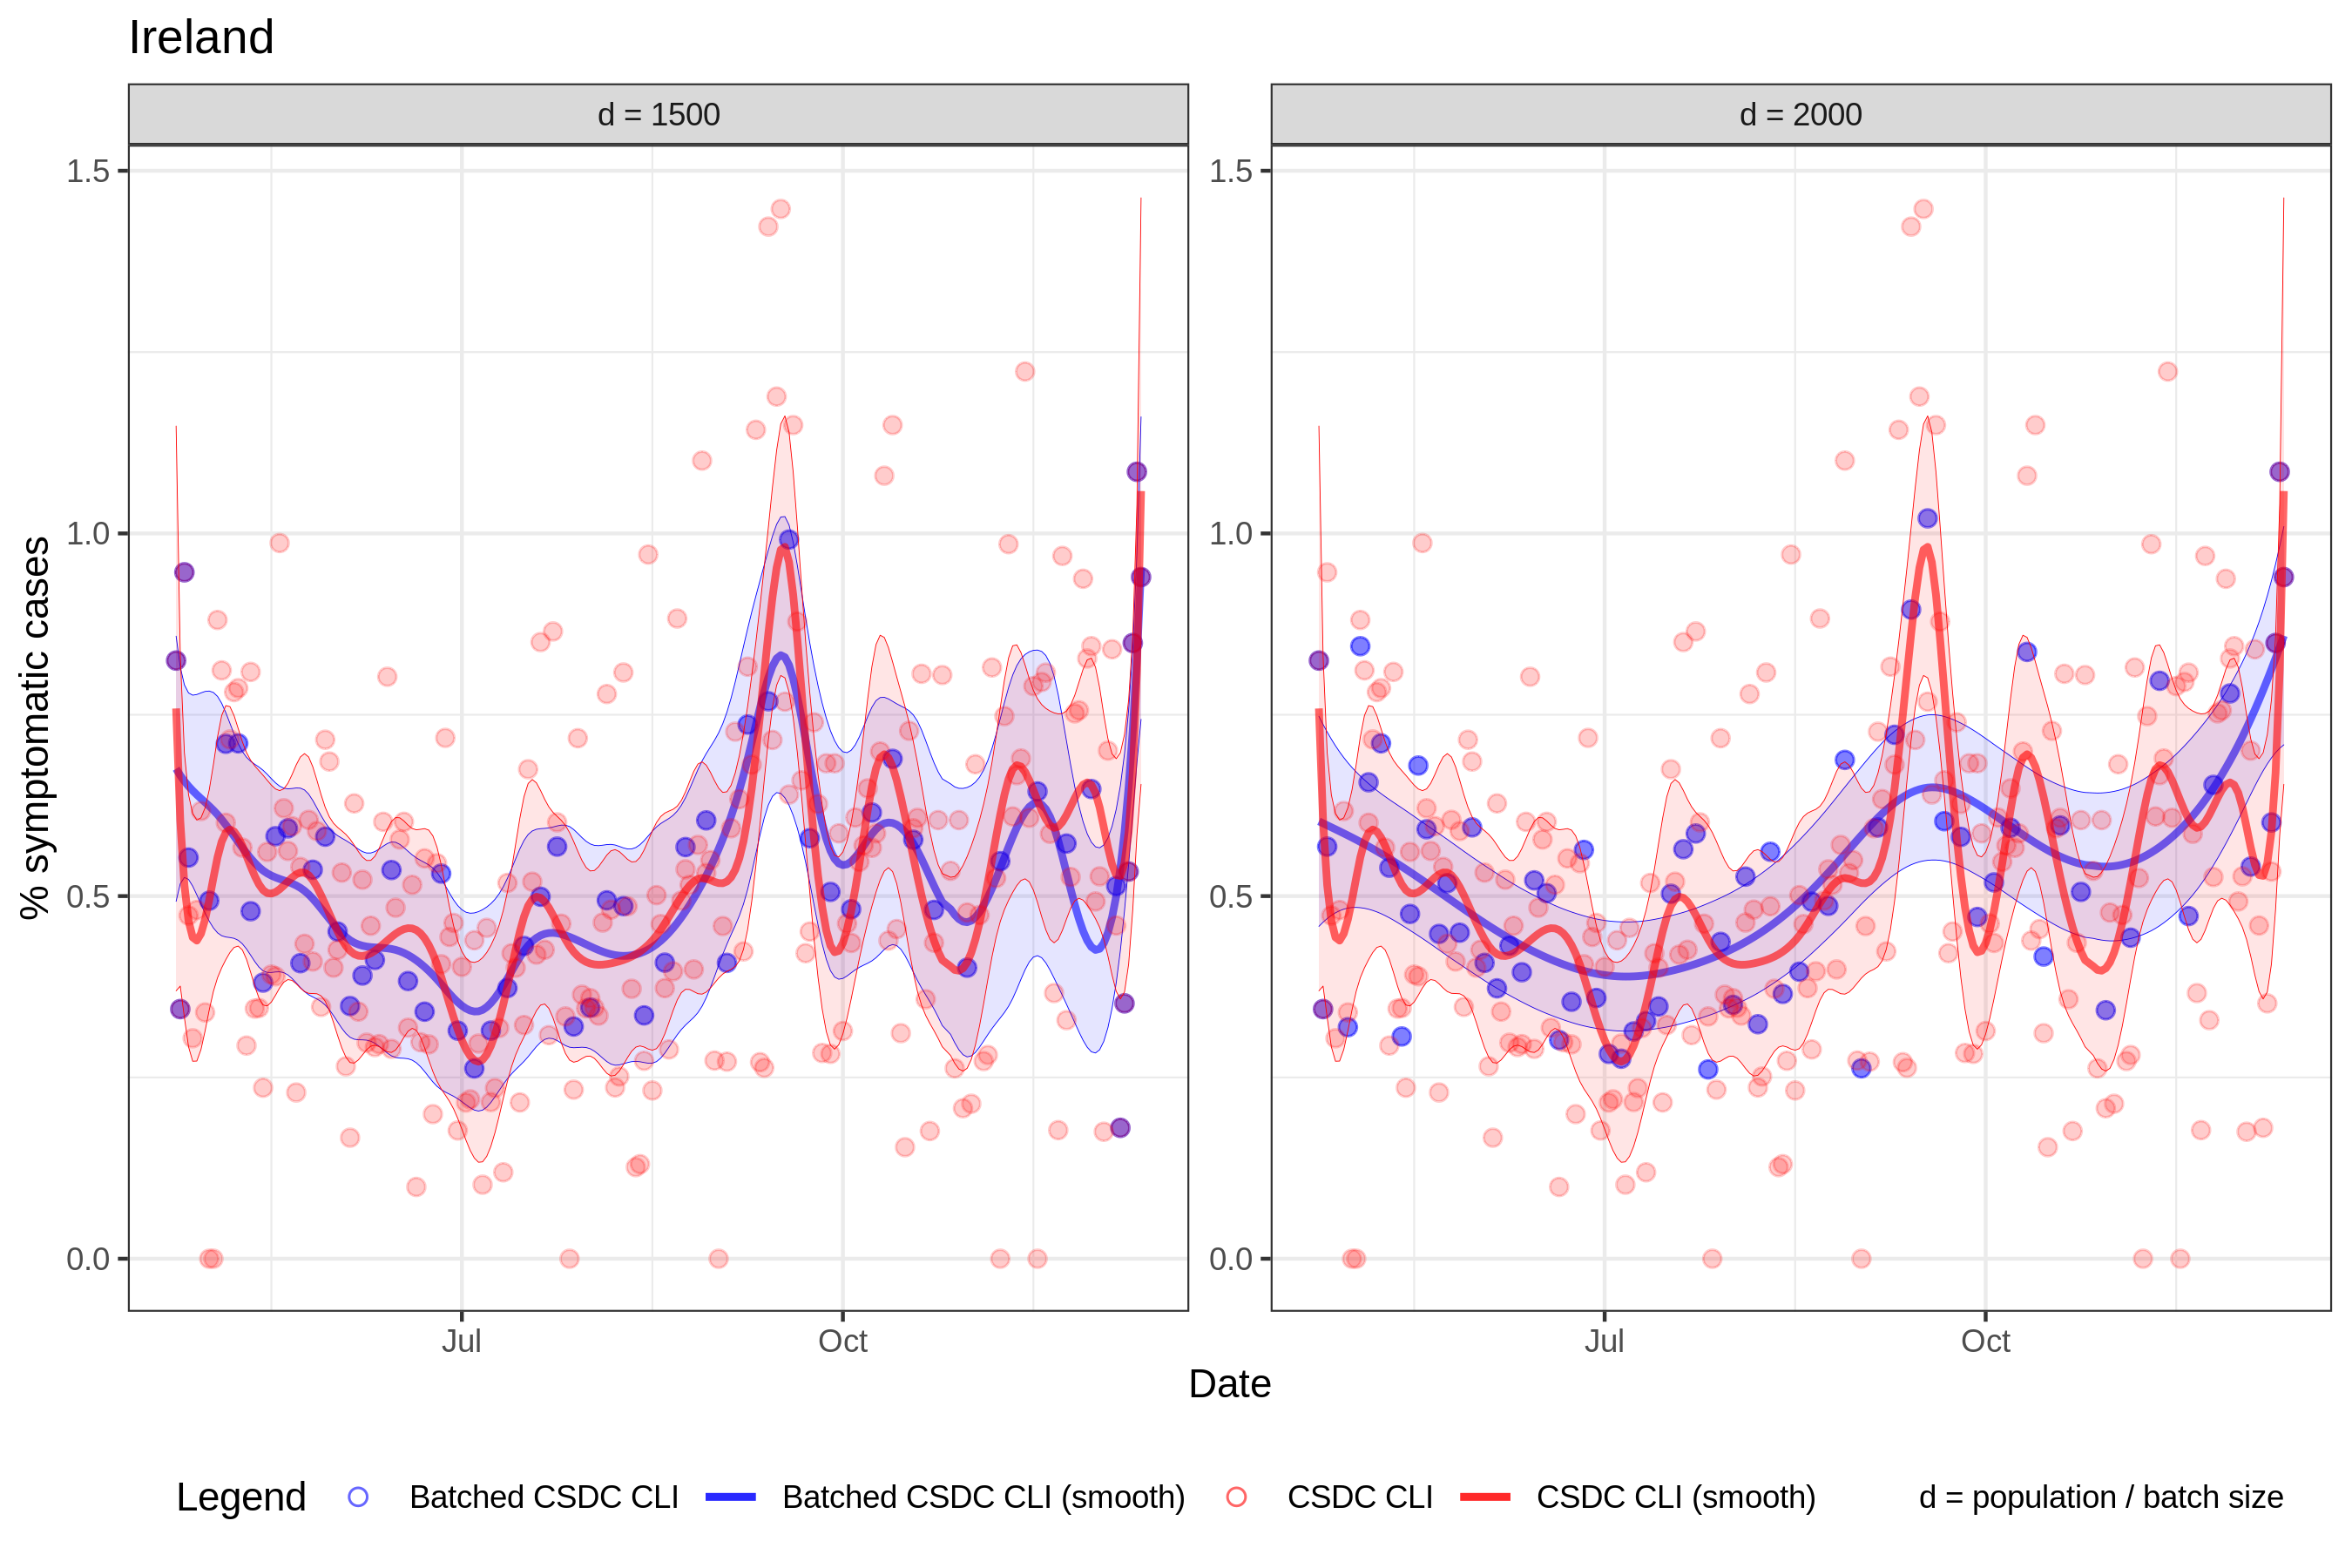 Ireland
d = 1500
d = 2000
1.5
1.0
0.5
0.0
1.5
1.0
0.5
0.0
% symptomatic cases
Jul
Oct
Jul
Oct
Date
Legend
Batched CSDC CLI
Batched CSDC CLI (smooth)
CSDC CLI
CSDC CLI (smooth)
d = population / batch size